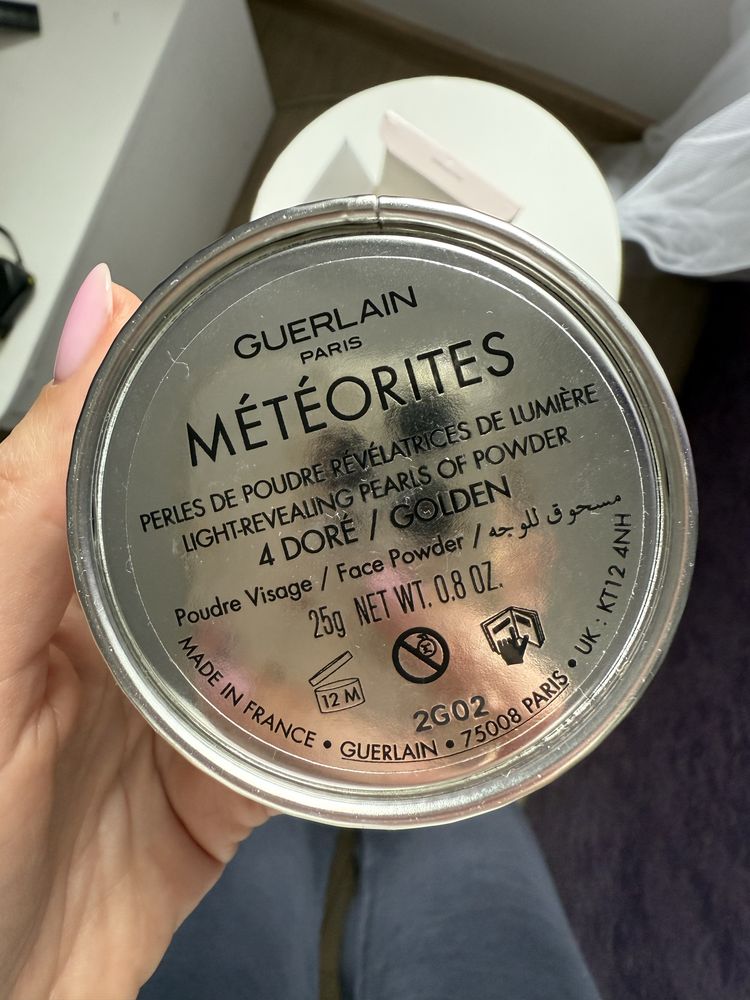 GUERLAIN
PARIS
MÉTÉORITES
PERLES DE POUDRE RÉVÉLATRICES DE LUMIÈRE
LIGHT-REVEALING PEARLS OF POWDER
4 DORÉ / GOLDEN
Poudre Visage / Face Powder / مسحوق للوجه
25g NET WT. 0.8 OZ.
12 M
2G02
MADE IN FRANCE • GUERLAIN • 75008 PARIS • UK : KT12 4NH